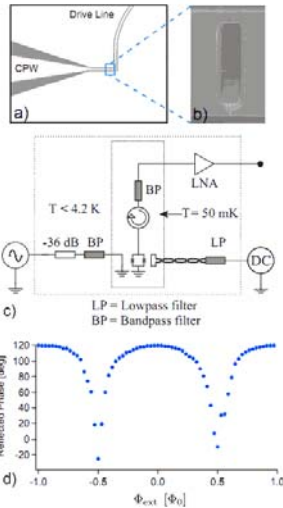 Drive Line
CPW
a)
b)
BP
LNA
T < 4.2 K
T = 50 mK
-36 dB
BP
LP
DC
c)
LP = Lowpass filter
BP = Bandpass filter
Reflected Phase [deg]
120
100
80
60
40
20
0
-20
-1.0
-0.5
0.0
0.5
1.0
d)
Φext [Φ0]